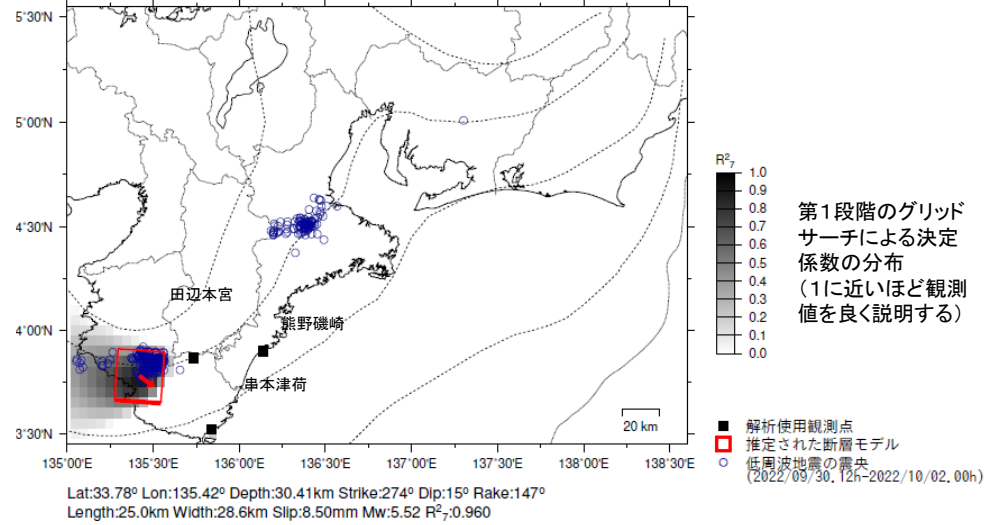 5°30'N
5°00'N
4°30'N
4°00'N
3°30'N
135°00'E
135°30'E
136°00'E
136°30'E
137°00'E
137°30'E
138°00'E
138°30'E
田辺本宮
熊野磯崎
串本津荷
20 km
R²₇
1.0
0.9
0.8
0.7
0.6
0.5
0.4
0.3
0.2
0.1
0.0
第１段階のグリッド
サーチによる決定
係数の分布
（１に近いほど観測
値を良く説明する）
解析使用観測点
推定された断層モデル
低周波地震の震央
(2022/09/30.12h-2022/10/02.00h)
Lat:33.78º Lon:135.42º Depth:30.41km Strike:274º Dip:15º Rake:147º
Length:25.0km Width:28.6km Slip:8.50mm Mw:5.52 R²₇:0.960